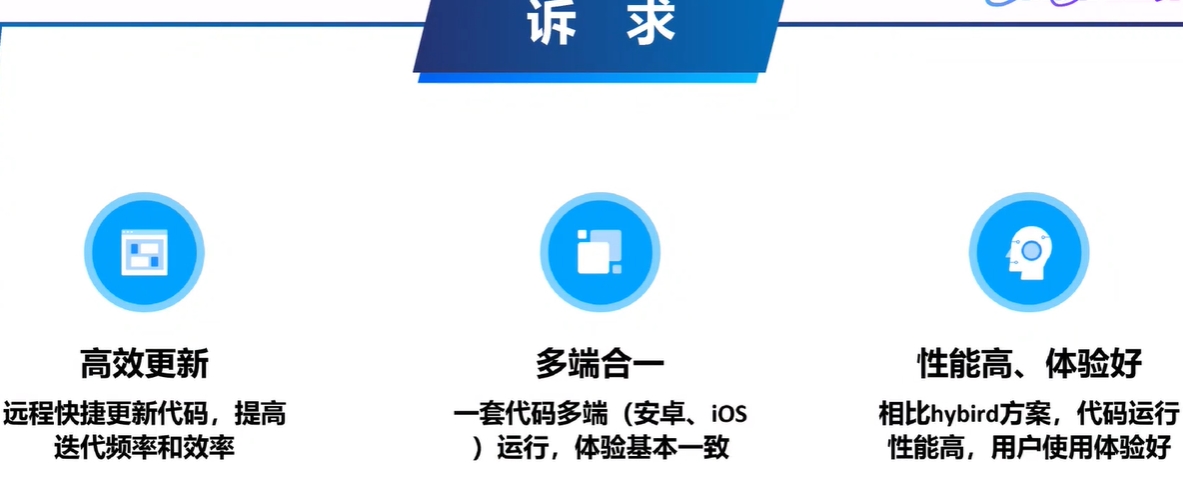 诉 求
高效更新
远程快捷更新代码，提高
迭代频率和效率
多端合一
一套代码多端（安卓、iOS
）运行，体验基本一致
性能高、体验好
相比hybird方案，代码运行
性能高，用户使用体验好